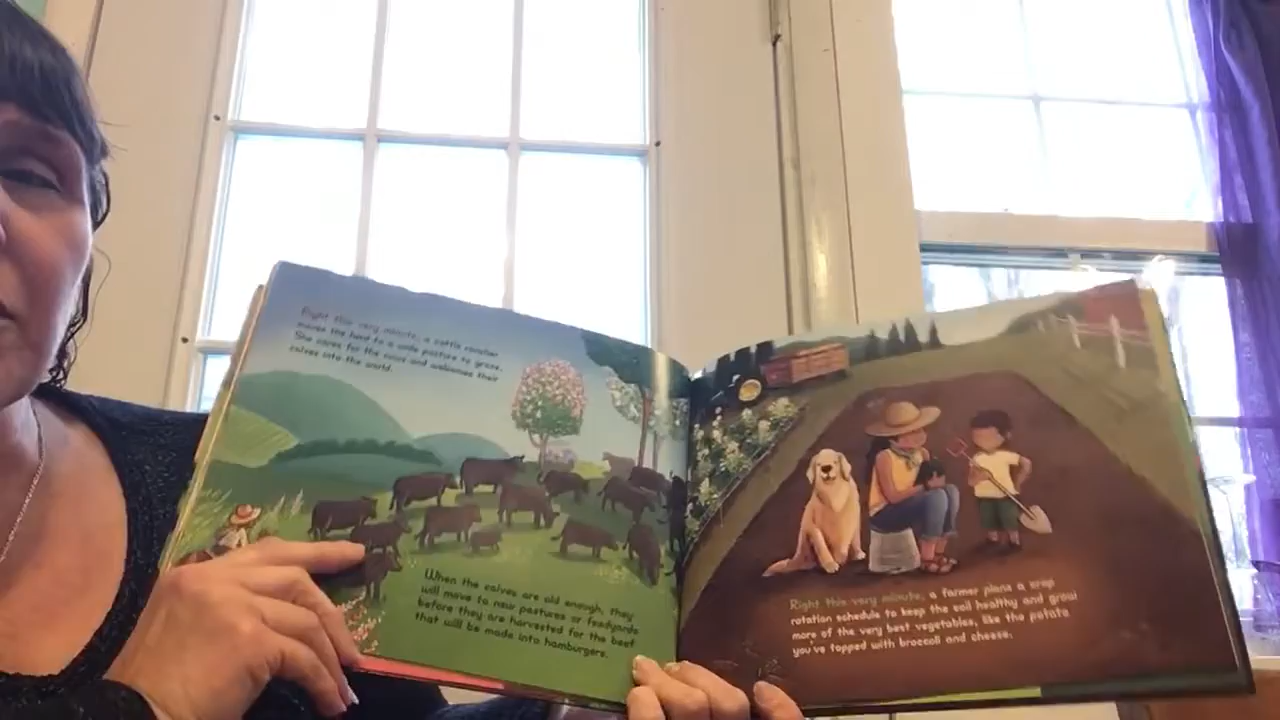 Right this very minute, a cattle rancher
moves the herd to a wide pasture to graze.
She cares for the cows and welcomes their
calves into the world.
When the calves are old enough, they
will move to new pastures or feedyards
before they are harvested for the beef
that will be made into hamburgers.
Right this very minute, a farmer plans a crop
rotation schedule to keep the soil healthy and grow
more of the very best vegetables, like the potato
you've topped with broccoli and cheese.